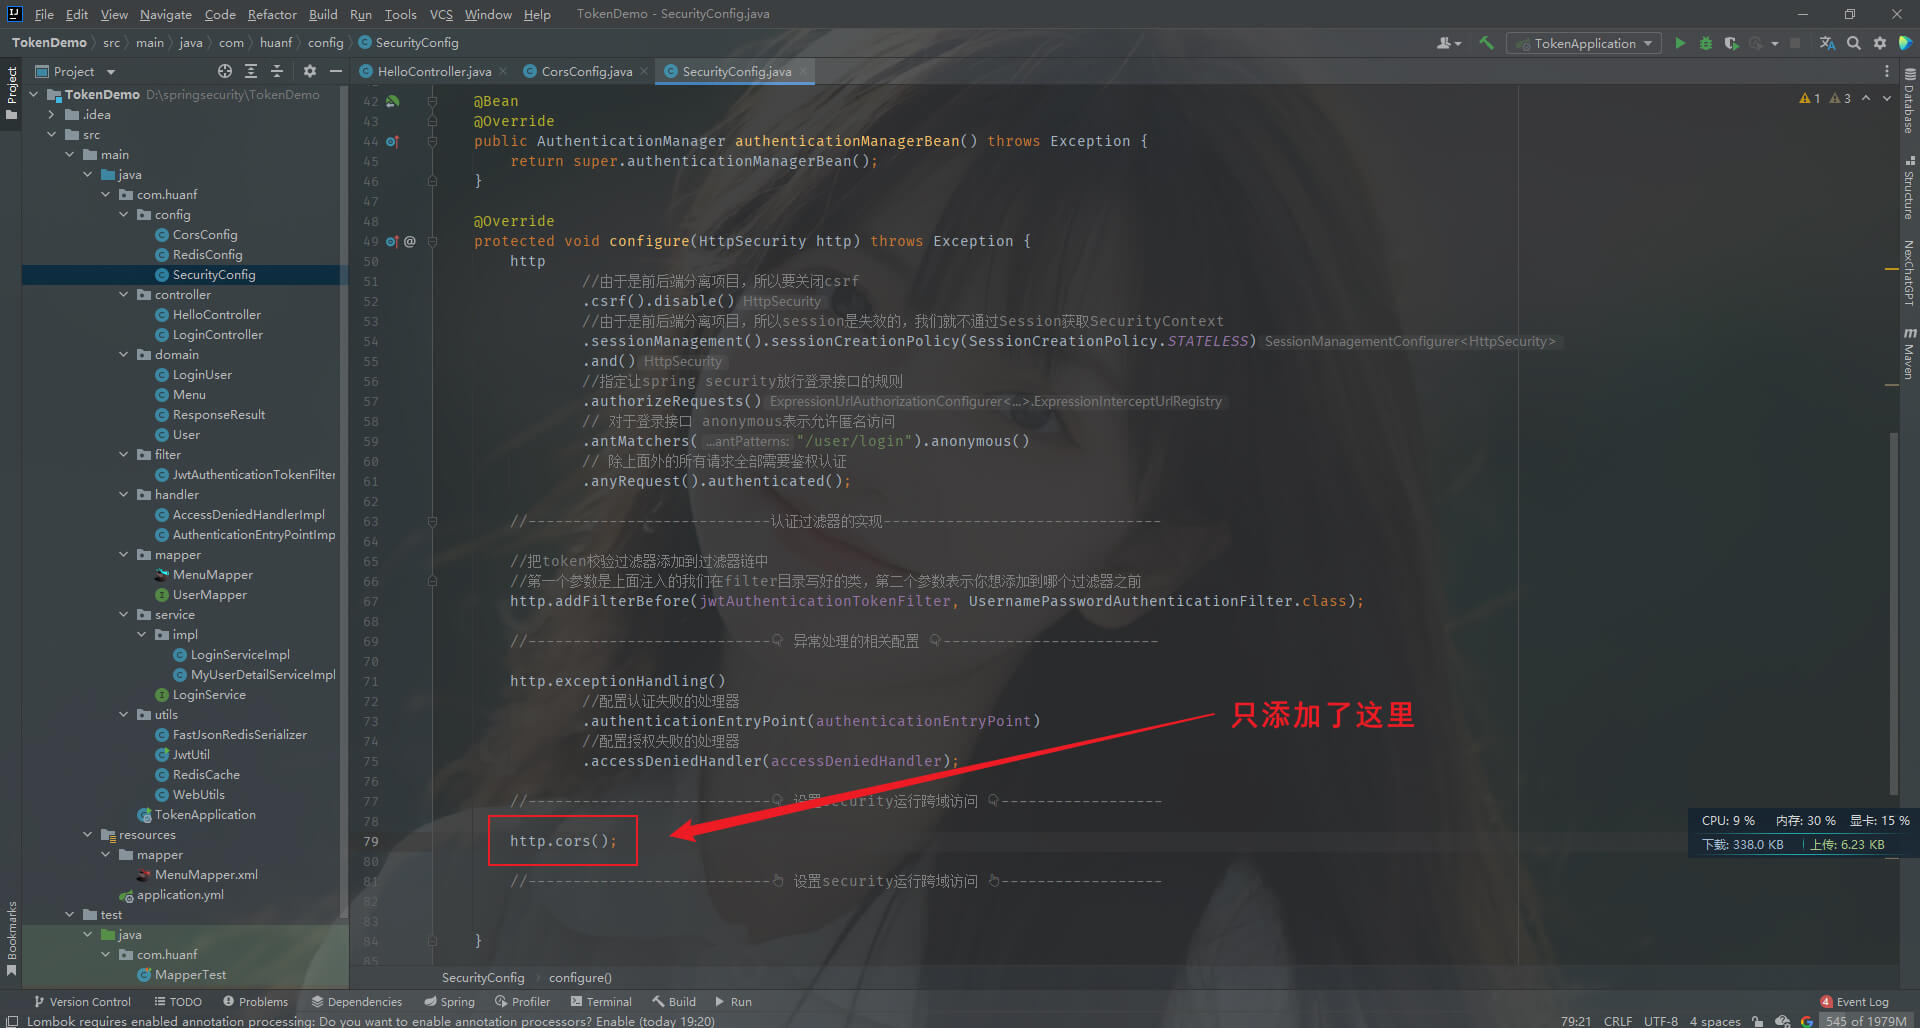 File Edit View Navigate Code Refactor Build Run Tools VCS Window Help TokenDemo - SecurityConfig.java
TokenDemo src main java com huanf config SecurityConfig TokenApplication
Project HelloController.java CorsConfig.java SecurityConfig.java
Project
TokenDemo D:\springsecurity\TokenDemo
.idea
src
main
java
com.huanf
config
CorsConfig
RedisConfig
SecurityConfig
controller
HelloController
LoginController
domain
LoginUser
Menu
ResponseResult
User
filter
JwtAuthenticationTokenFilter
handler
AccessDeniedHandlerImpl
AuthenticationEntryPointImp
mapper
MenuMapper
UserMapper
service
impl
LoginServiceImpl
MyUserDetailServiceImpl
LoginService
utils
FastJsonRedisSerializer
JwtUtil
RedisCache
WebUtils
TokenApplication
resources
mapper
MenuMapper.xml
application.yml
test
java
com.huanf
MapperTest
Bookmarks
1 3
42 @Bean
43 @Override
44 public AuthenticationManager authenticationManagerBean() throws Exception {
45 return super.authenticationManagerBean();
46 }
47
48 @Override
49 @ protected void configure(HttpSecurity http) throws Exception {
50 http
51 //由于是前后端分离项目，所以要关闭csrf
52 .csrf().disable() HttpSecurity
53 //由于是前后端分离项目，所以session是失效的，我们就不通过Session获取SecurityContext
54 .sessionManagement().sessionCreationPolicy(SessionCreationPolicy.STATELESS) SessionManagementConfigurer<HttpSecurity>
55 .and() HttpSecurity
56 //指定让spring security放行登录接口的规则
57 .authorizeRequests() ExpressionUrlAuthorizationConfigurer<...>.ExpressionInterceptUrlRegistry
58 // 对于登录接口 anonymous表示允许匿名访问
59 .antMatchers( ...antPatterns: "/user/login").anonymous()
60 // 除上面外的所有请求全部需要鉴权认证
61 .anyRequest().authenticated();
62
63 //---------------------------认证过滤器的实现-------------------------------
64
65 //把token校验过滤器添加到过滤器链中
66 //第一个参数是上面注入的我们在filter目录写好的类，第二个参数表示你想添加到哪个过滤器之前
67 http.addFilterBefore(jwtAuthenticationTokenFilter, UsernamePasswordAuthenticationFilter.class);
68
69 //---------------------------👇 异常处理的相关配置 👇------------------------
70
71 http.exceptionHandling()
72 //配置认证失败的处理器
73 .authenticationEntryPoint(authenticationEntryPoint)
74 //配置授权失败的处理器
75 .accessDeniedHandler(accessDeniedHandler);
76
77 //---------------------------👇 设置security运行跨域访问 👇------------------
78
79 http.cors();
80
81 //---------------------------👆 设置security运行跨域访问 👆------------------
82
83
84 }
85
只添加了这里
Database
Structure
NexChatGPT
m Maven
CPU: 9 % 内存: 30 % 显卡: 15 %
下载: 338.0 KB 上传: 6.23 KB
SecurityConfig configure()
Version Control TODO Problems Dependencies Spring Profiler Terminal Build Run 4 Event Log
Lombok requires enabled annotation processing: Do you want to enable annotation processors? Enable (today 19:20) 79:21 CRLF UTF-8 4 spaces 545 of 1979M